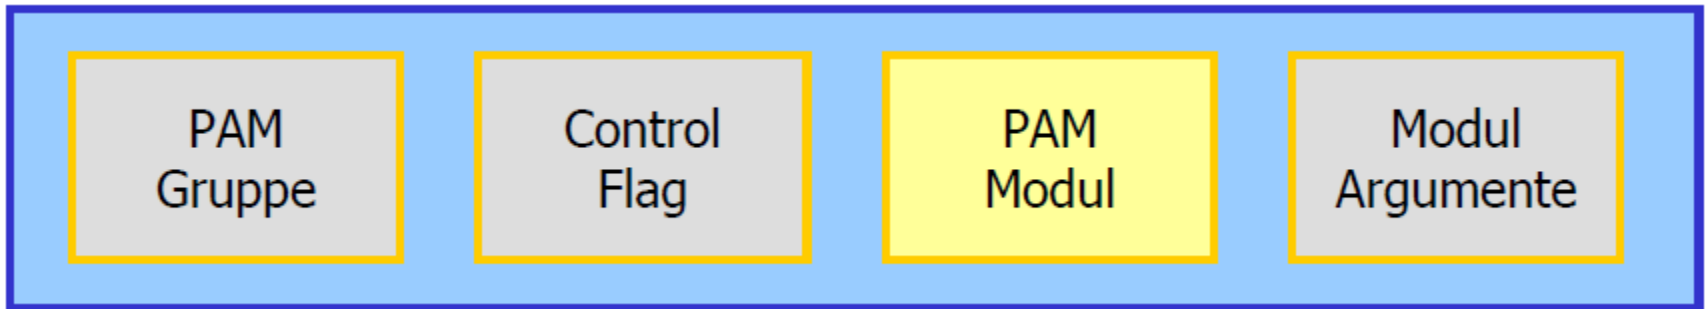 PAM
Gruppe
Control
Flag
PAM
Modul
Modul
Argumente